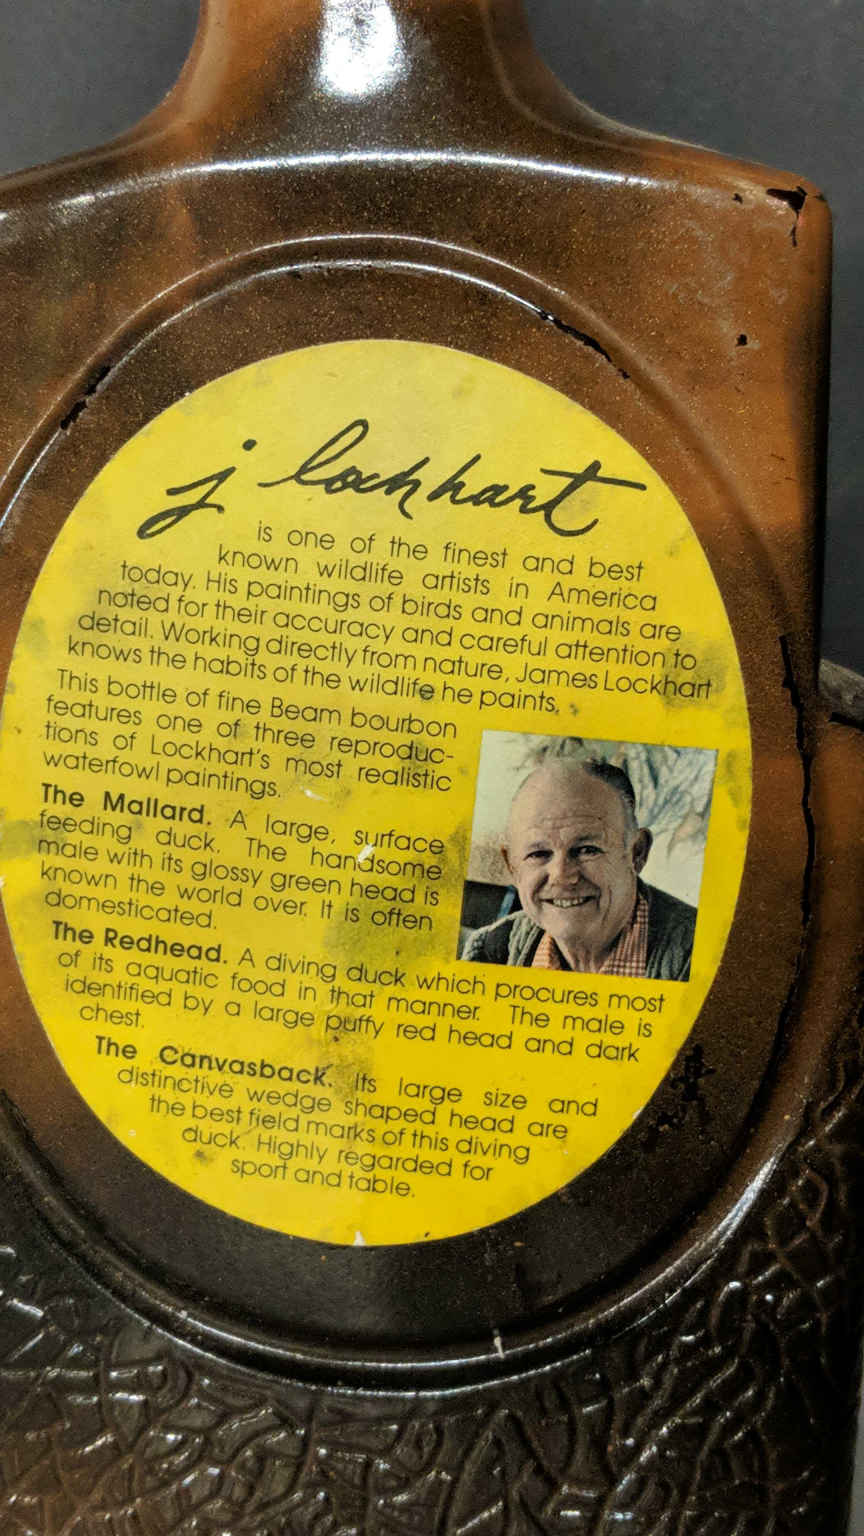 j lockhart
is one of the finest and best
known wildlife artists in America
today. His paintings of birds and animals are
noted for their accuracy and careful attention to
detail. Working directly from nature, James Lockhart
knows the habits of the wildlife he paints.
This bottle of fine Beam bourbon
features one of three reproduc-
tions of Lockhart's most realistic
waterfowl paintings.
The Mallard. A large, surface
feeding duck. The handsome
male with its glossy green head is
known the world over. It is often
domesticated.
The Redhead. A diving duck which procures most
of its aquatic food in that manner. The male is
identified by a large puffy red head and dark
chest.
The Canvasback. Its large size and
distinctive wedge shaped head are
the best field marks of this diving
duck. Highly regarded for
sport and table.